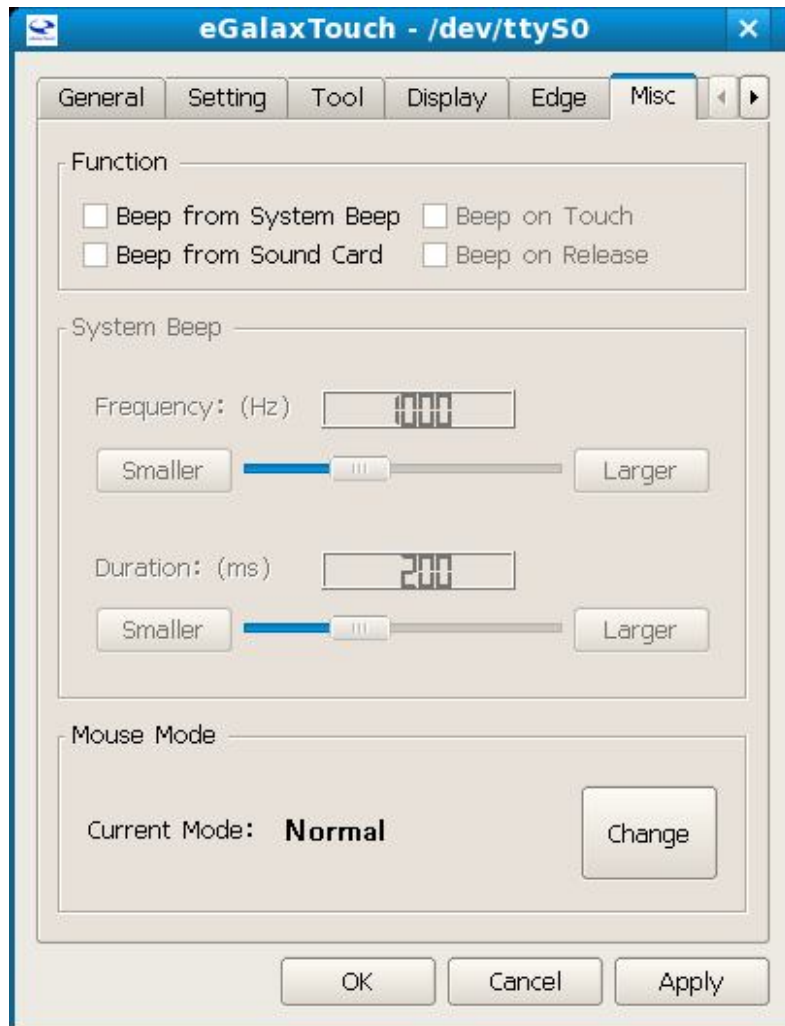 eGalaxTouch - /dev/ttyS0
General Setting Tool Display Edge Misc
Function
Beep from System Beep Beep on Touch
Beep from Sound Card Beep on Release
System Beep
Frequency: (Hz) 1000
Smaller Larger
Duration: (ms) 200
Smaller Larger
Mouse Mode
Current Mode: Normal Change
OK Cancel Apply